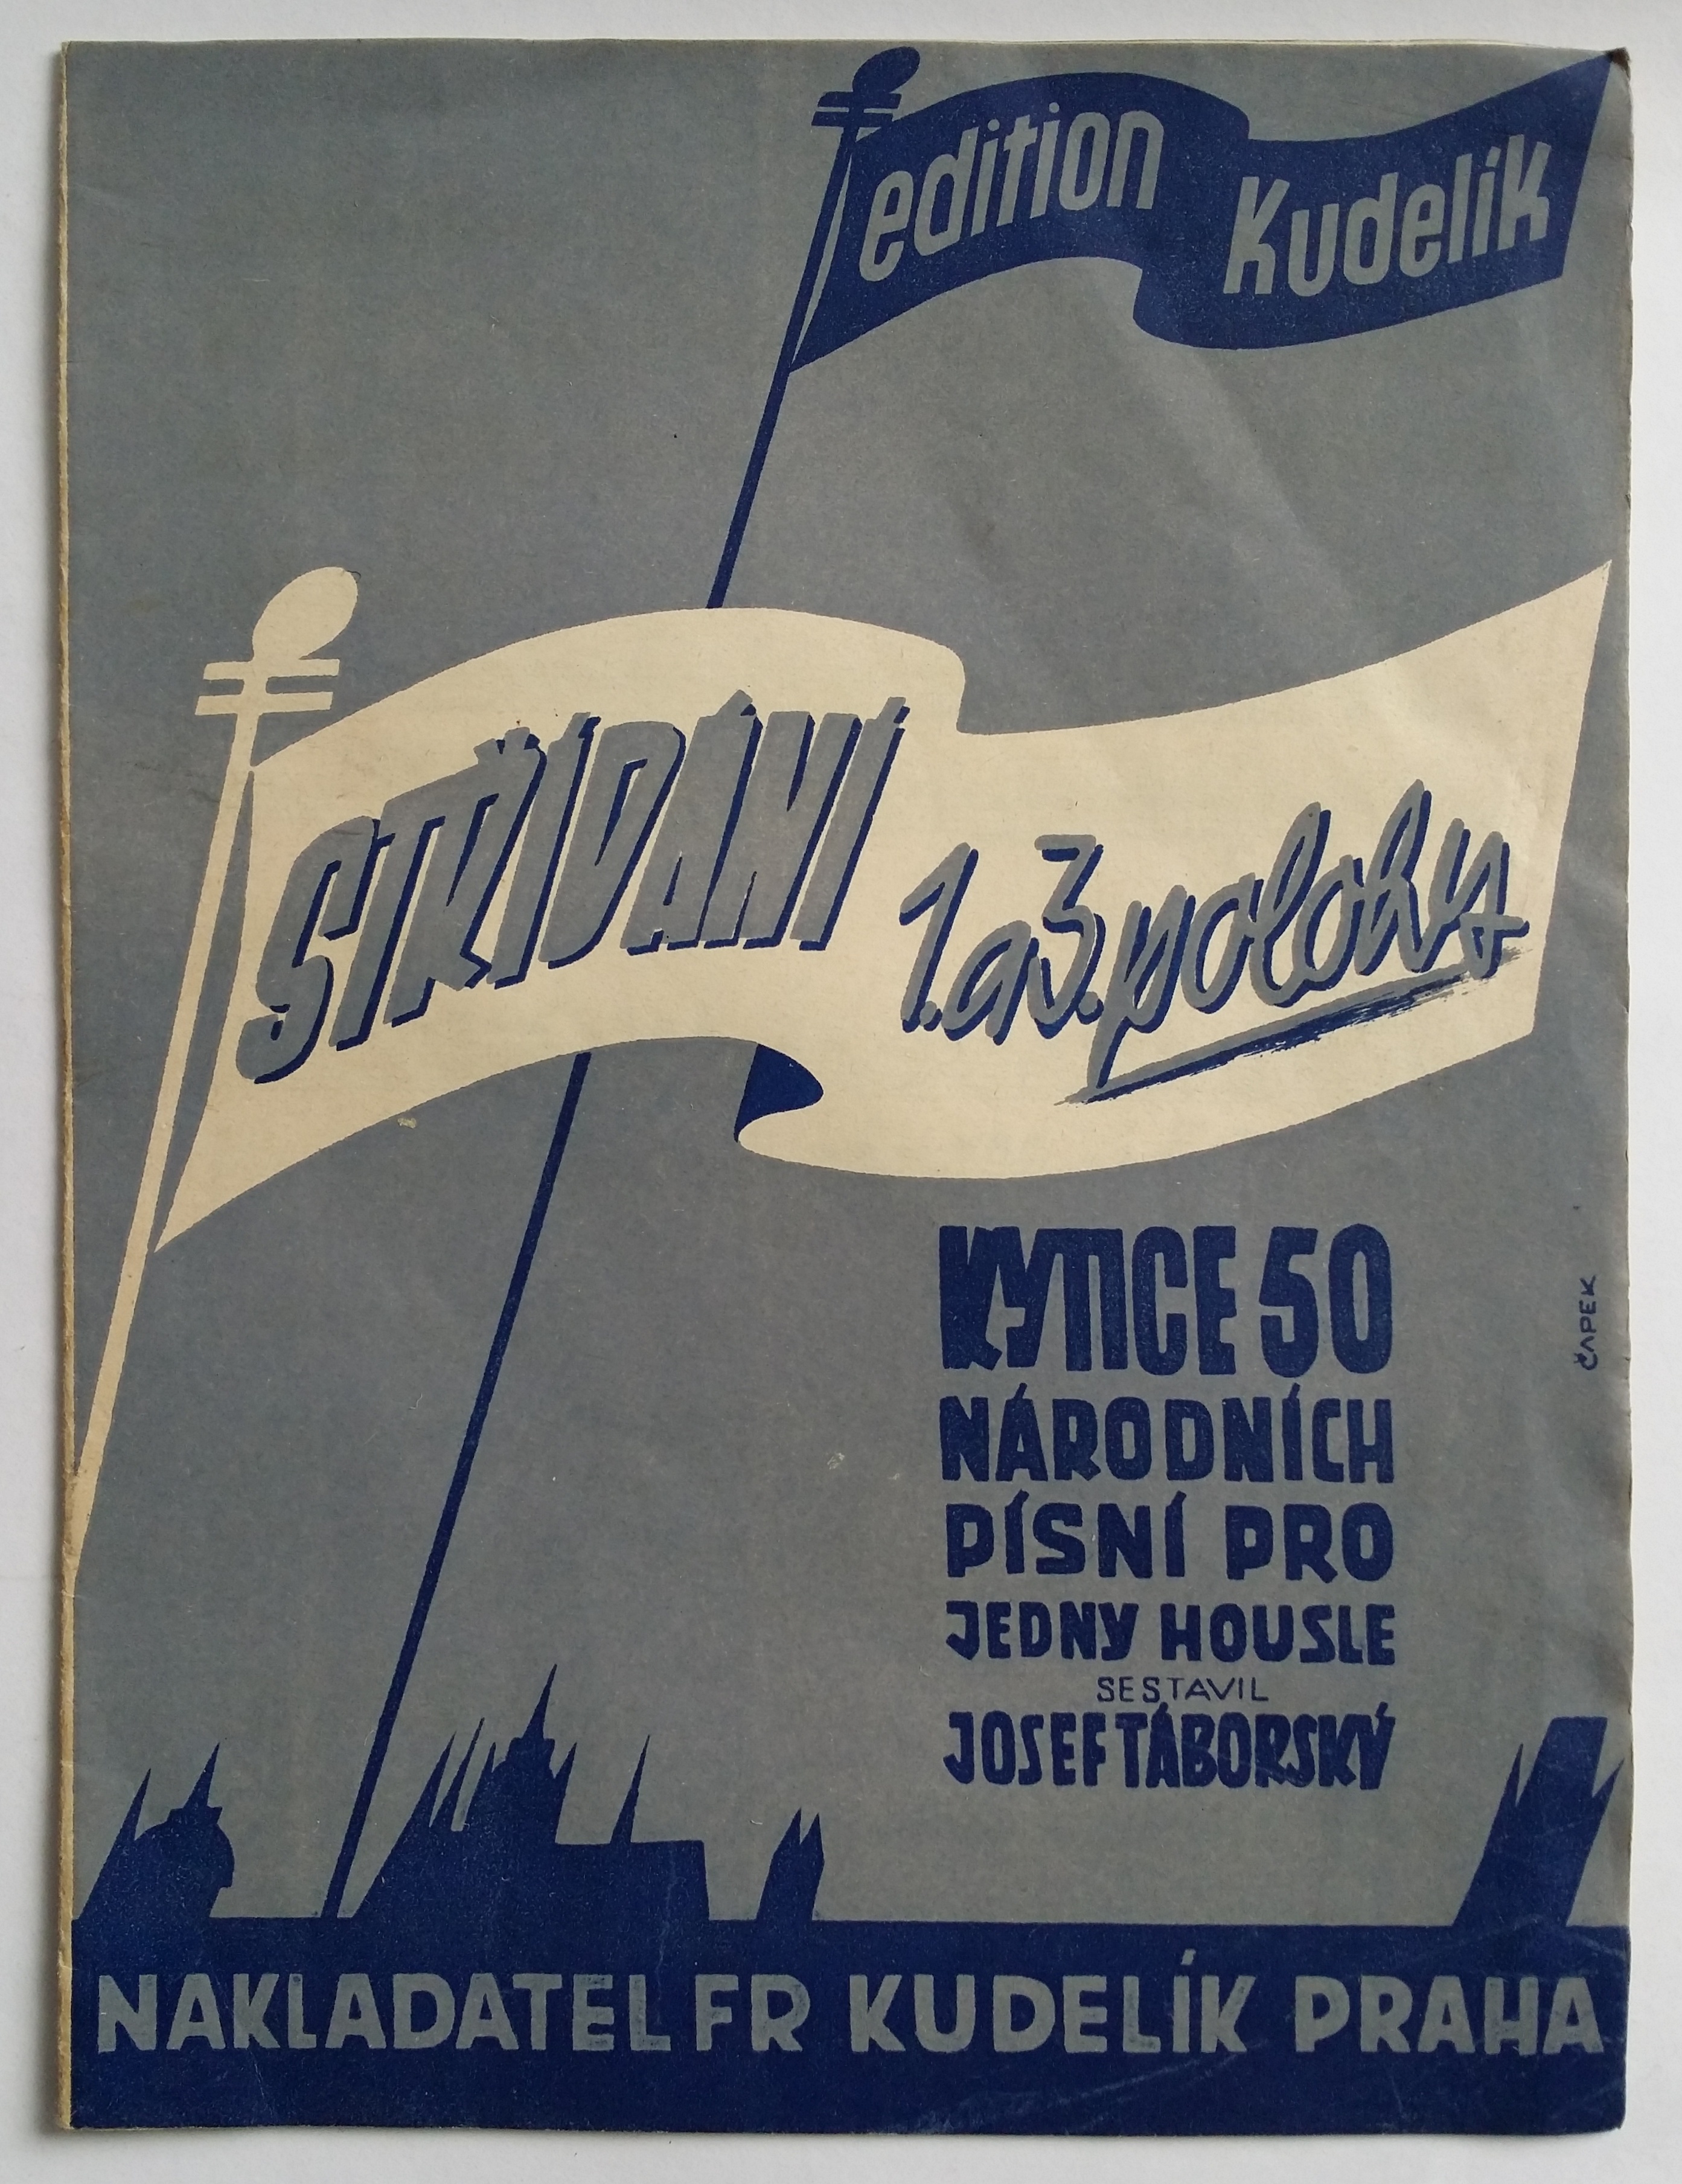 edition Kudelík
STŘÍDÁNÍ
1. a 3. polohy
KYTICE 50
NÁRODNÍCH
PÍSNÍ PRO
JEDNY HOUSLE
SESTAVIL
JOSEF TÁBORSKÝ
ČAPEK
NAKLADATEL FR KUDELÍK PRAHA